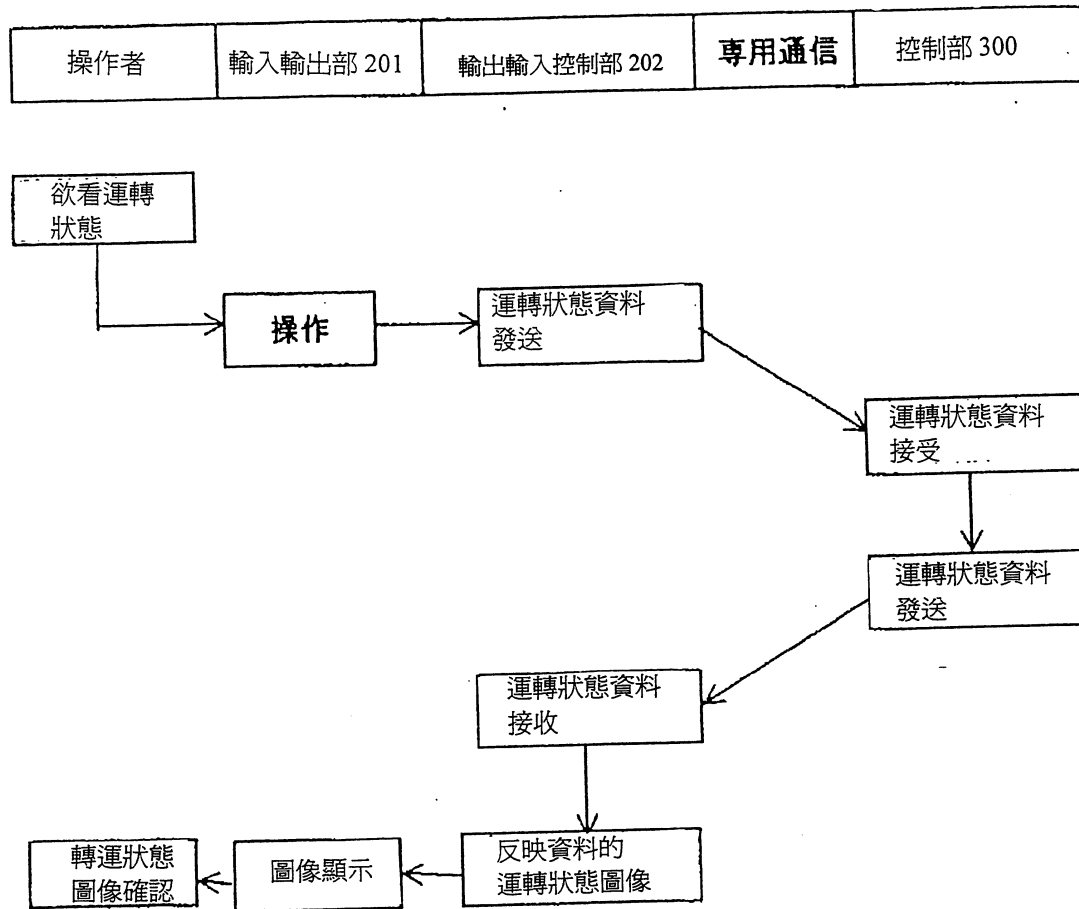 操作者
輸入輸出部 201
輸出輸入控制部 202
専用通信
控制部 300
欲看運轉
狀態
操作
運轉狀態資料
發送
運轉狀態資料
接受
運轉狀態資料
發送
運轉狀態資料
接收
反映資料的
運轉狀態圖像
圖像顯示
轉運狀態
圖像確認